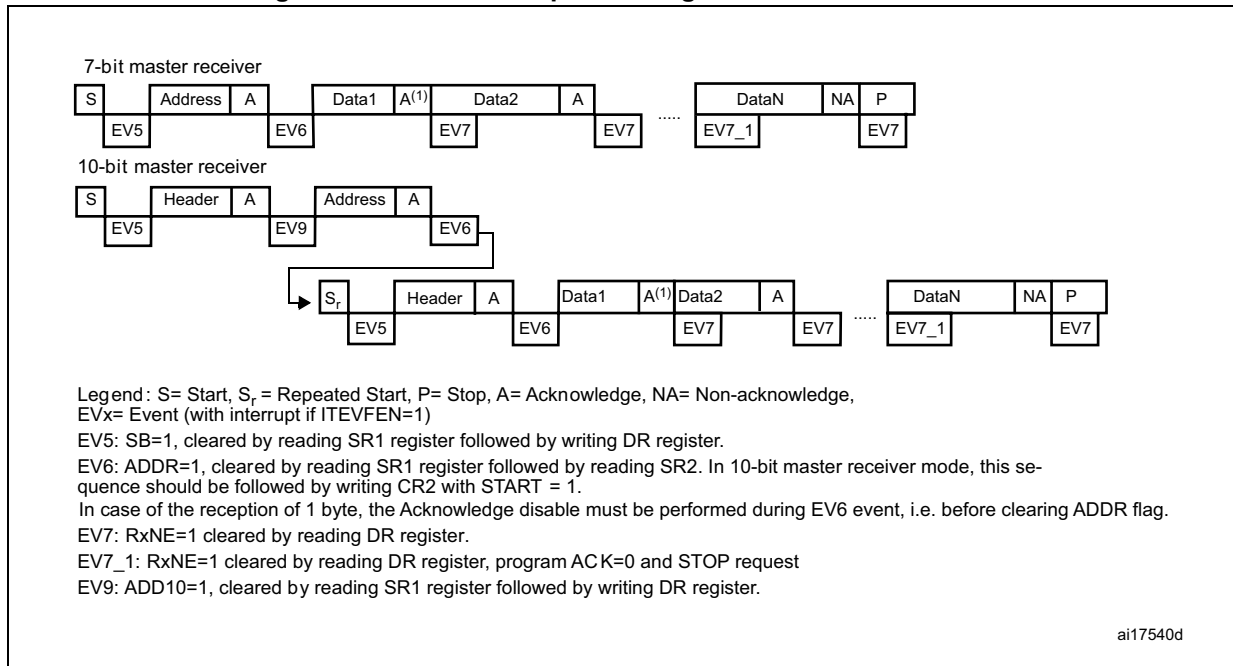 7-bit master receiver
S Address A Data1 A(1) Data2 A ..... DataN NA P
EV5 EV6 EV7 EV7 EV7_1 EV7
10-bit master receiver
S Header A Address A
EV5 EV9 EV6
Sr Header A Data1 A(1) Data2 A ..... DataN NA P
EV5 EV6 EV7 EV7 EV7_1 EV7
Legend: S= Start, Sr = Repeated Start, P= Stop, A= Acknowledge, NA= Non-acknowledge,
EVx= Event (with interrupt if ITEVFEN=1)
EV5: SB=1, cleared by reading SR1 register followed by writing DR register.
EV6: ADDR=1, cleared by reading SR1 register followed by reading SR2. In 10-bit master receiver mode, this se-
quence should be followed by writing CR2 with START = 1.
In case of the reception of 1 byte, the Acknowledge disable must be performed during EV6 event, i.e. before clearing ADDR flag.
EV7: RxNE=1 cleared by reading DR register.
EV7_1: RxNE=1 cleared by reading DR register, program ACK=0 and STOP request
EV9: ADD10=1, cleared by reading SR1 register followed by writing DR register.
ai17540d